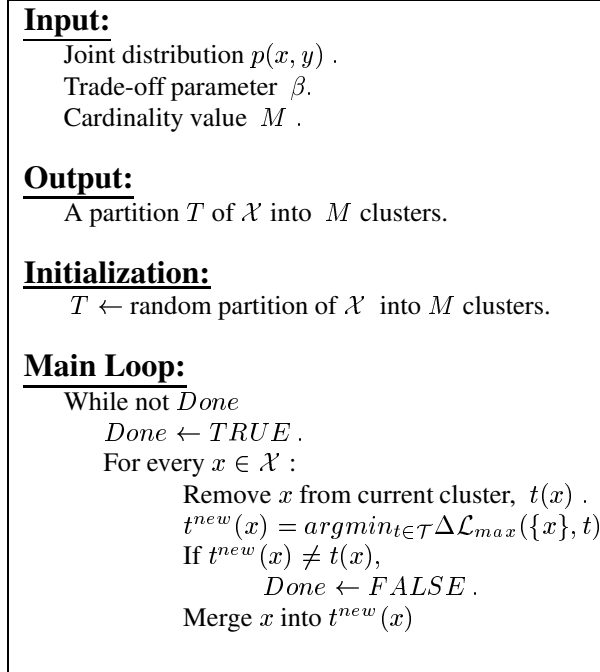 Input:
Joint distribution p(x, y) .
Trade-off parameter β.
Cardinality value M .
Output:
A partition T of 𝒳 into M clusters.
Initialization:
T ← random partition of 𝒳 into M clusters.
Main Loop:
While not Done
Done ← TRUE .
For every x ∈ 𝒳 :
Remove x from current cluster, t(x) .
t^{new}(x) = argmin_{t∈𝒯} Δℒ_{max}({x}, t)
If t^{new}(x) ≠ t(x),
Done ← FALSE .
Merge x into t^{new}(x)